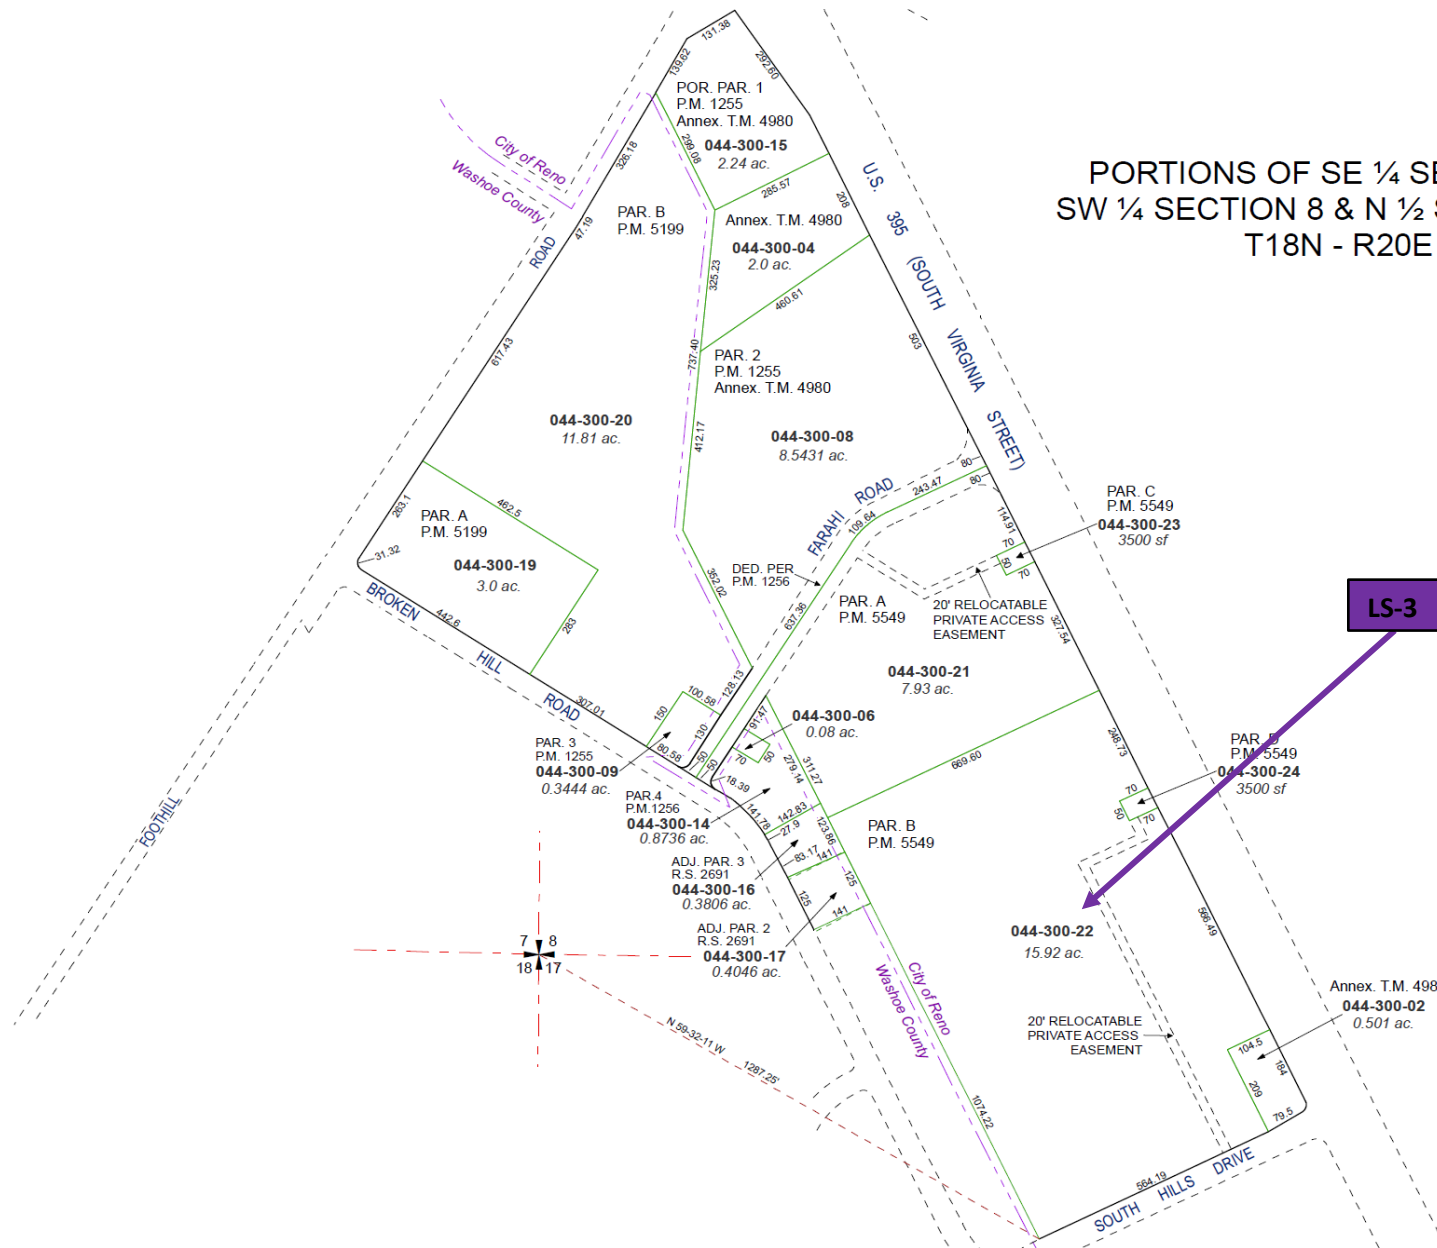 131.38
139.62
292.60
POR. PAR. 1
P.M. 1255
Annex. T.M. 4980
044-300-15
2.24 ac.
299.08
285.57
326.18
City of Reno
Washoe County
47.19
ROAD
PAR. B
P.M. 5199
U.S. 395 (SOUTH VIRGINIA STREET)
208
PORTIONS OF SE ¼ SE
SW ¼ SECTION 8 & N ½ S
T18N - R20E
Annex. T.M. 4980
044-300-04
2.0 ac.
325.23
460.61
503
617.43
737.40
PAR. 2
P.M. 1255
Annex. T.M. 4980
044-300-20
11.81 ac.
412.17
044-300-08
8.5431 ac.
80
80
243.47
FARAHI ROAD
109.64
263.1
462.5
PAR. A
P.M. 5199
044-300-19
3.0 ac.
31.32
BROKEN HILL ROAD
442.6
283
307.01
352.02
DED. PER
P.M. 1256
637.36
PAR. A
P.M. 5549
20' RELOCATABLE
PRIVATE ACCESS
EASEMENT
114.91
70
50
70
PAR. C
P.M. 5549
044-300-23
3500 sf
327.54
LS-3
044-300-21
7.93 ac.
128.13
100.58
150
130
80.58
50
50
91.47
044-300-06
0.08 ac.
70
50
279.14
311.27
669.60
248.73
PAR. 3
P.M. 1255
044-300-09
0.3444 ac.
18.39
PAR.4
P.M.1256
044-300-14
0.8736 ac.
141.78
142.83
27.9
123.86
PAR. B
P.M. 5549
PAR. D
P.M. 5549
044-300-24
3500 sf
70
50
70
FOOTHILL
ADJ. PAR. 3
R.S. 2691
044-300-16
0.3806 ac.
83.17
141
125
125
141
ADJ. PAR. 2
R.S. 2691
044-300-17
0.4046 ac.
566.49
044-300-22
15.92 ac.
7 8
18 17
City of Reno
Washoe County
N 59-32-11 W
1287.25'
20' RELOCATABLE
PRIVATE ACCESS
EASEMENT
Annex. T.M. 498
044-300-02
0.501 ac.
104.5
184
209
79.5
1074.22
564.19
SOUTH HILLS DRIVE